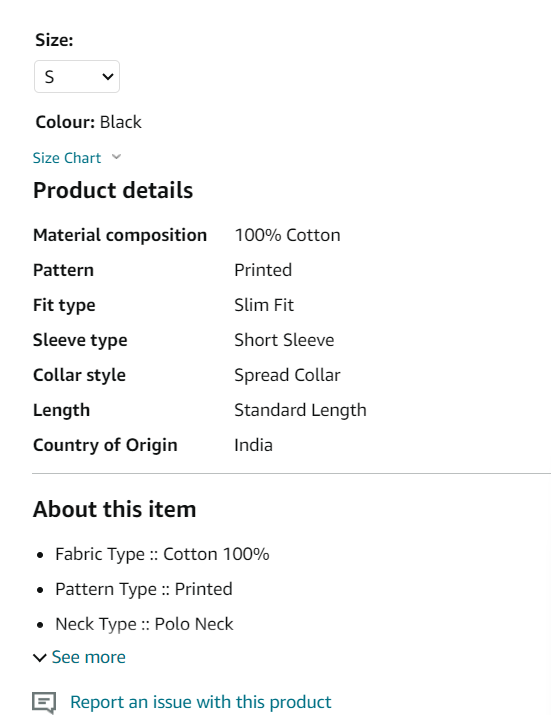 Size:
S
Colour: Black
Size Chart
Product details
Material composition 100% Cotton
Pattern Printed
Fit type Slim Fit
Sleeve type Short Sleeve
Collar style Spread Collar
Length Standard Length
Country of Origin India
About this item
• Fabric Type :: Cotton 100%
• Pattern Type :: Printed
• Neck Type :: Polo Neck
See more
Report an issue with this product